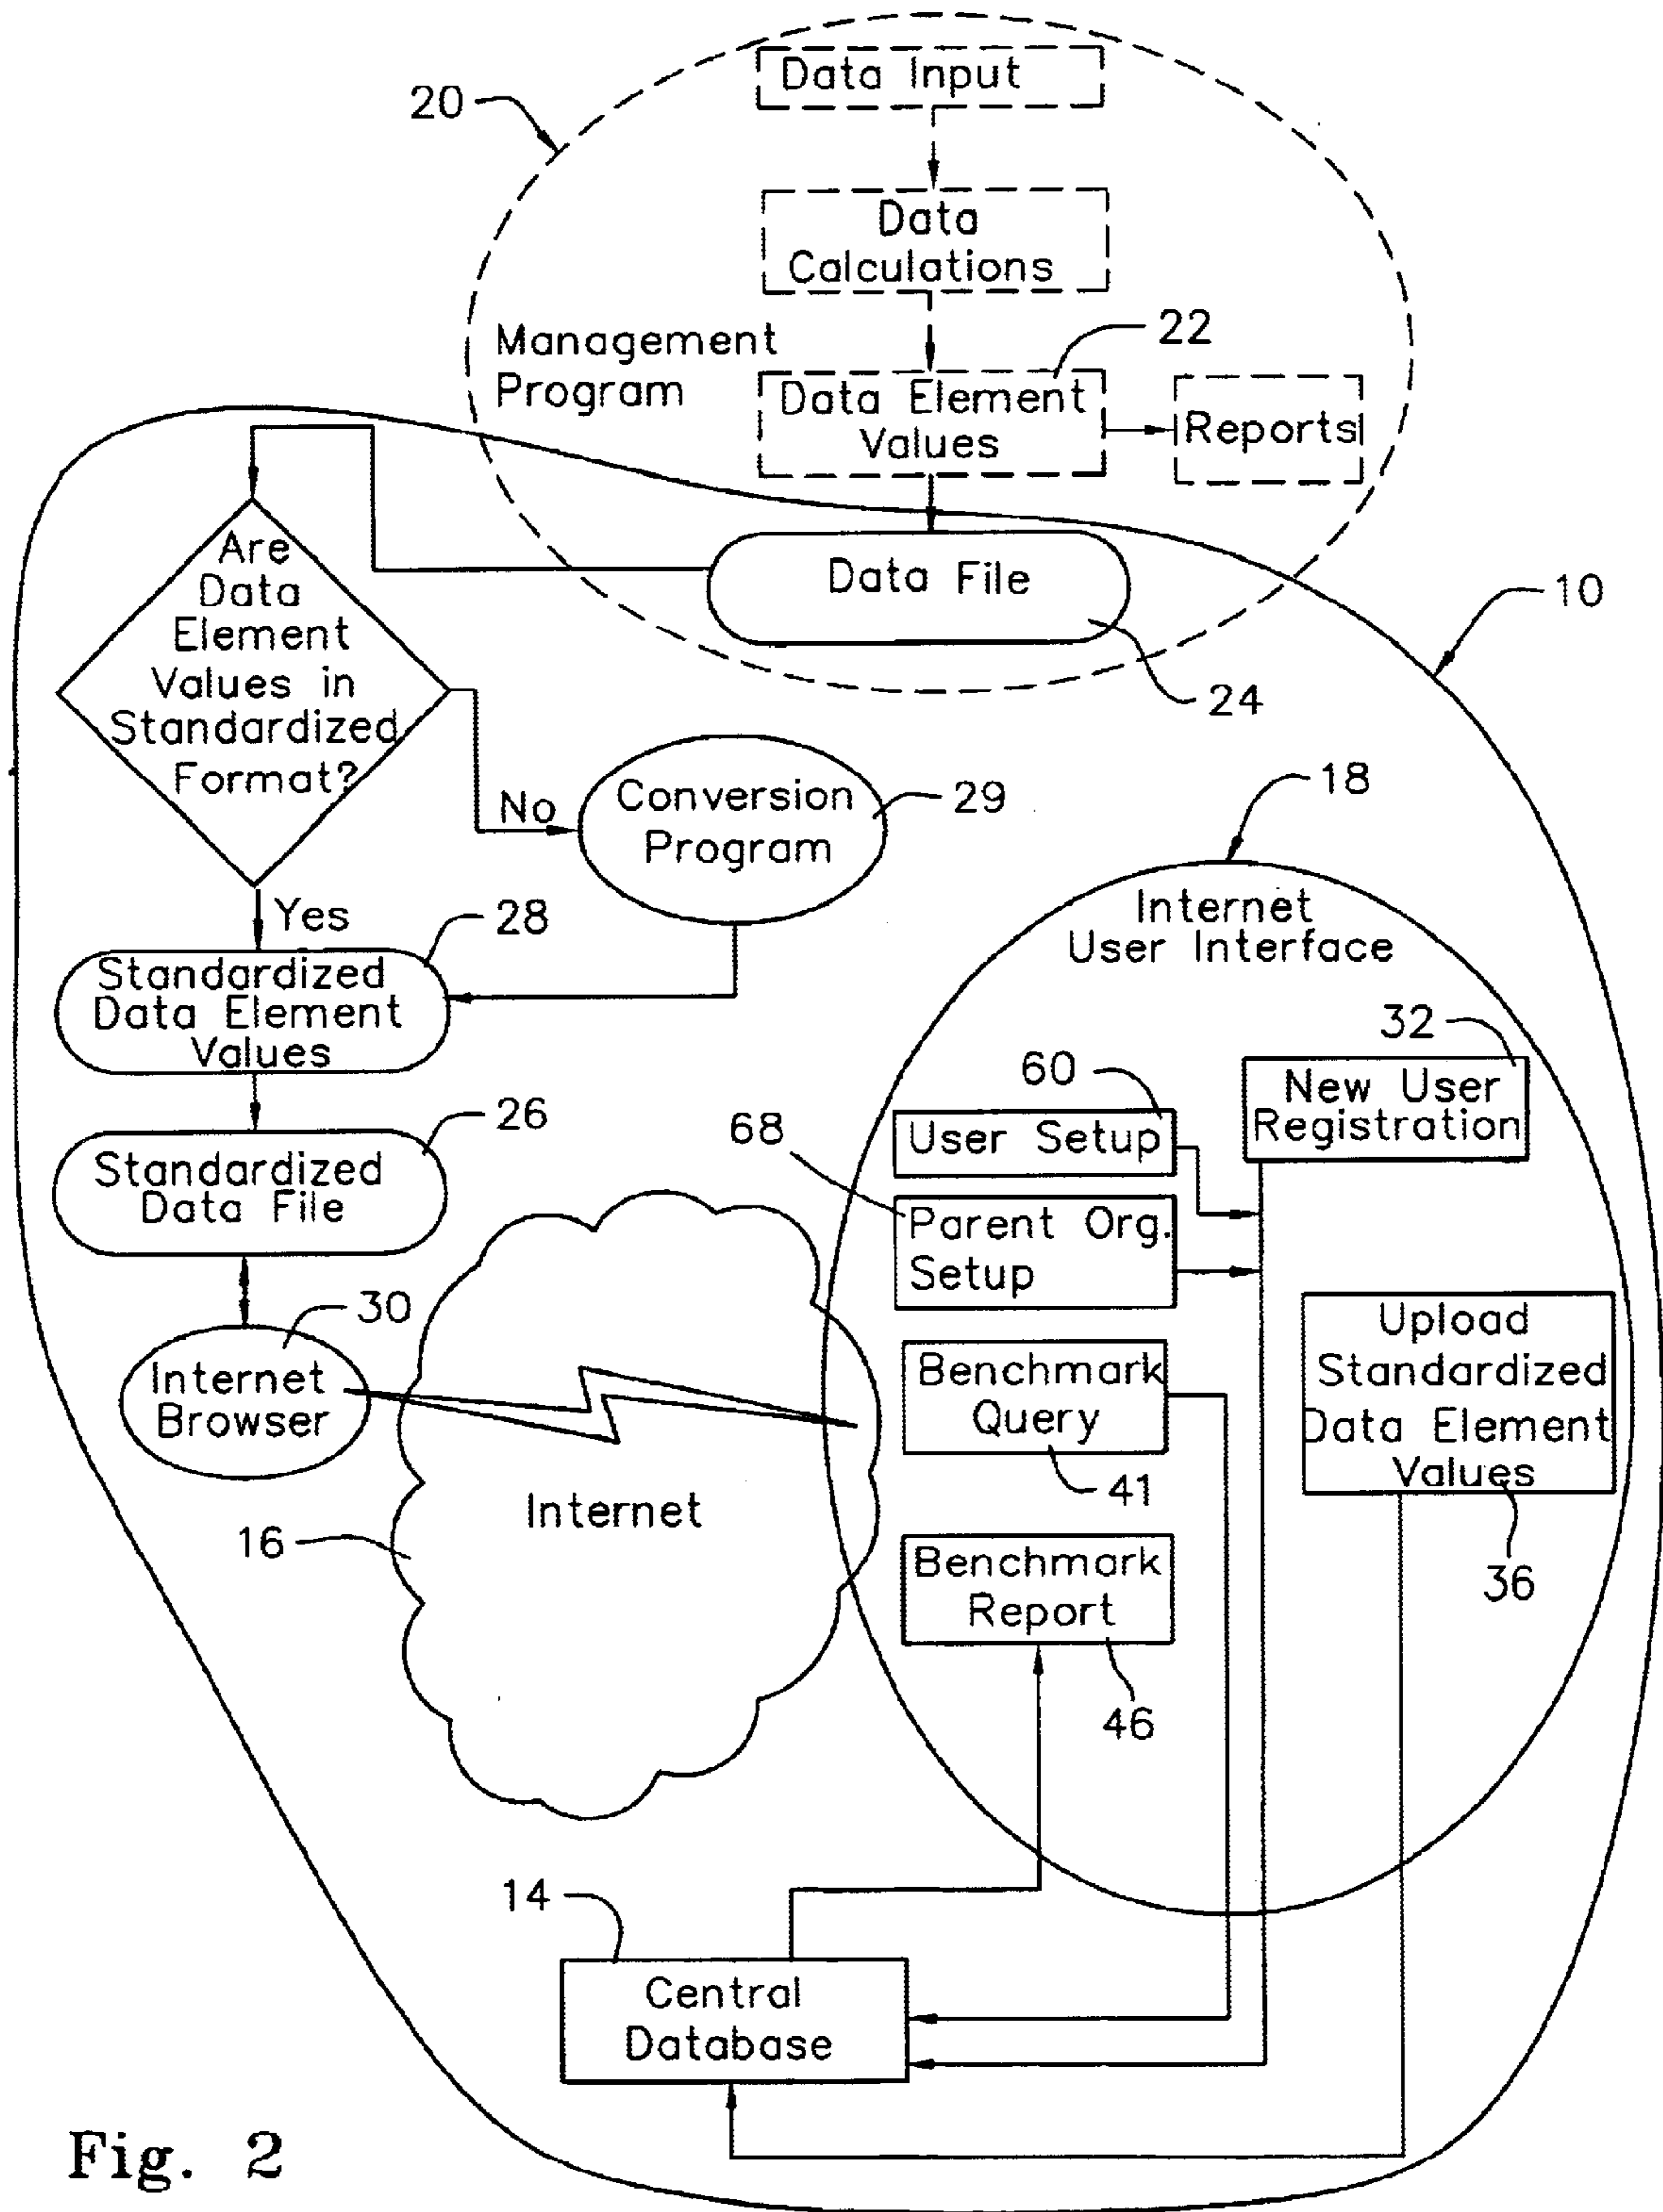 Data Input
20
Data
Calculations
Management
Program
22
Data Element
Values
Reports
Data File
24
10
Are
Data
Element
Values in
Standardized
Format?
No
Conversion
Program
29
Yes
28
Standardized
Data Element
Values
26
Standardized
Data File
30
Internet
Browser
16
Internet
18
Internet
User Interface
32
New User
Registration
60
User Setup
68
Parent Org.
Setup
Upload
Standardized
Data Element
Values
36
Benchmark
Query
41
Benchmark
Report
46
14
Central
Database
Fig. 2